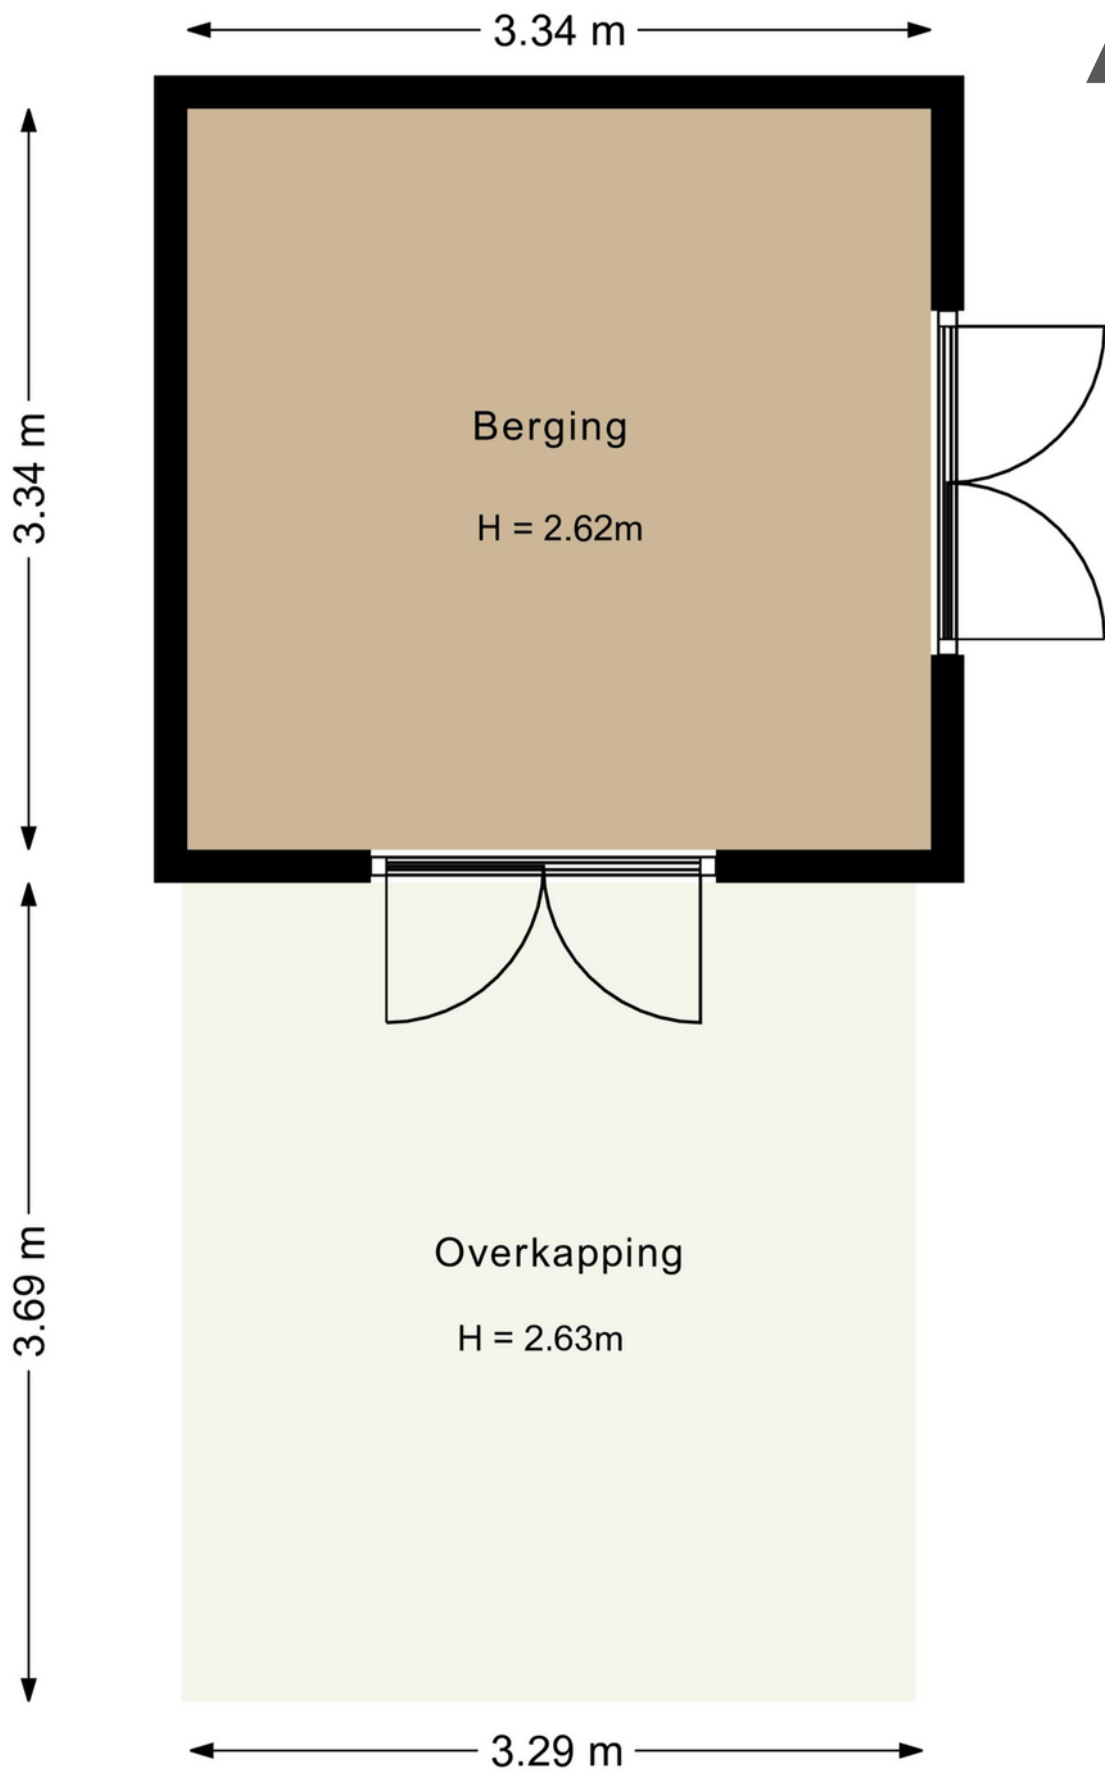 3.34 m
3.34 m
Berging
H = 2.62m
3.69 m
Overkapping
H = 2.63m
3.29 m